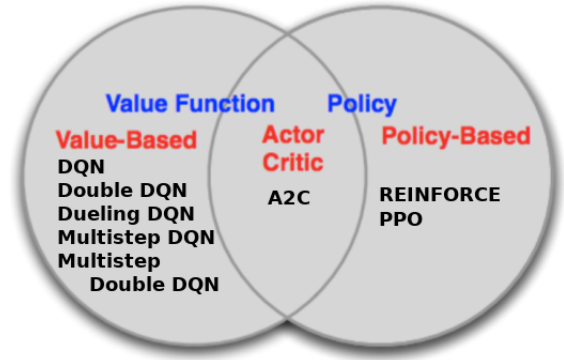 Value Function
Policy
Value-Based
Actor
Critic
Policy-Based
DQN
Double DQN
Dueling DQN
Multistep DQN
Multistep
Double DQN
A2C
REINFORCE
PPO